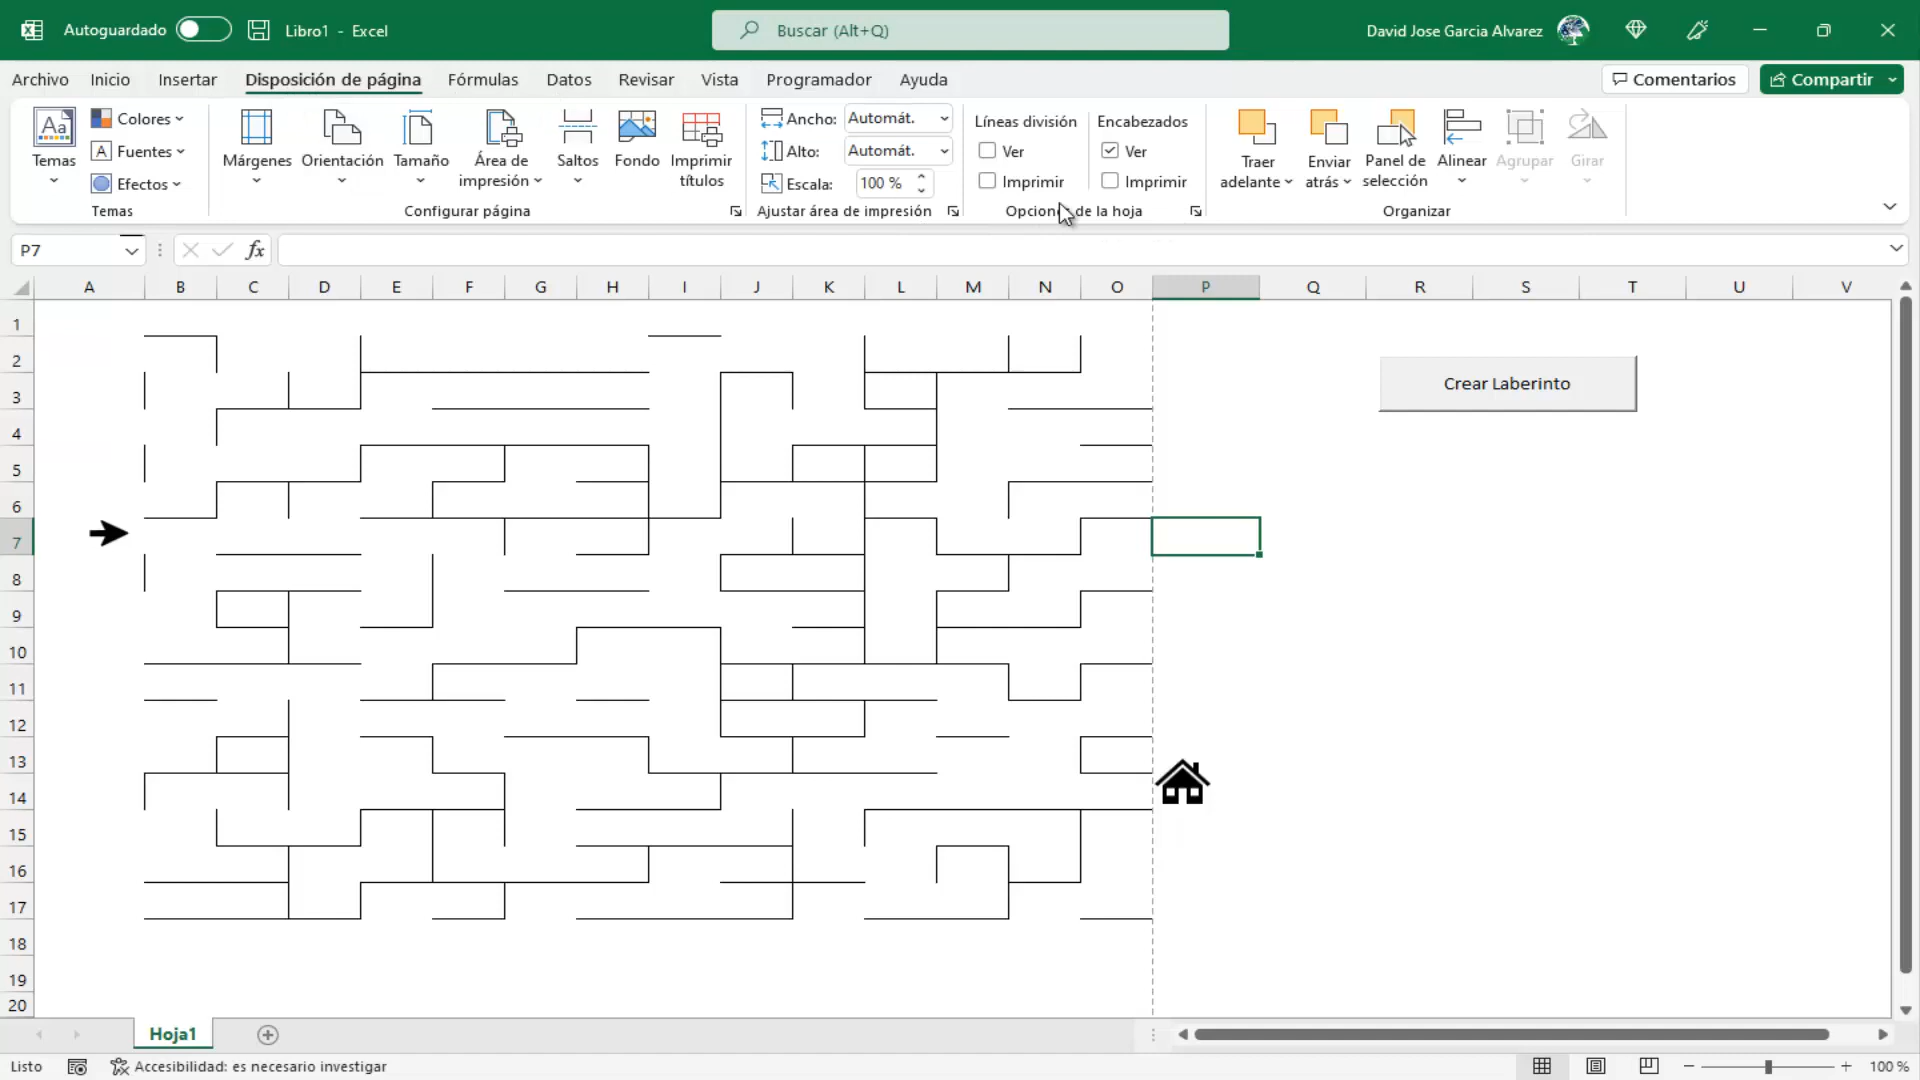 Autoguardado Libro1 - Excel Buscar (Alt+Q) David Jose Garcia Alvarez
Archivo Inicio Insertar Disposición de página Fórmulas Datos Revisar Vista Programador Ayuda Comentarios Compartir
Temas
Colores
Fuentes
Efectos
Temas
Márgenes
Orientación
Tamaño
Área de impresión
Saltos
Fondo
Imprimir títulos
Configurar página
Ancho: Automát.
Alto: Automát.
Escala: 100 %
Ajustar área de impresión
Líneas división
Ver
Imprimir
Encabezados
Ver
Imprimir
Opciones de la hoja
Traer adelante
Enviar atrás
Panel de selección
Alinear
Agrupar
Girar
Organizar
P7 fx
A B C D E F G H I J K L M N O P Q R S T U V
1
2
3
4
5
6
7
8
9
10
11
12
13
14
15
16
17
18
19
20
Crear Laberinto
Hoja1
Listo Accesibilidad: es necesario investigar 100 %